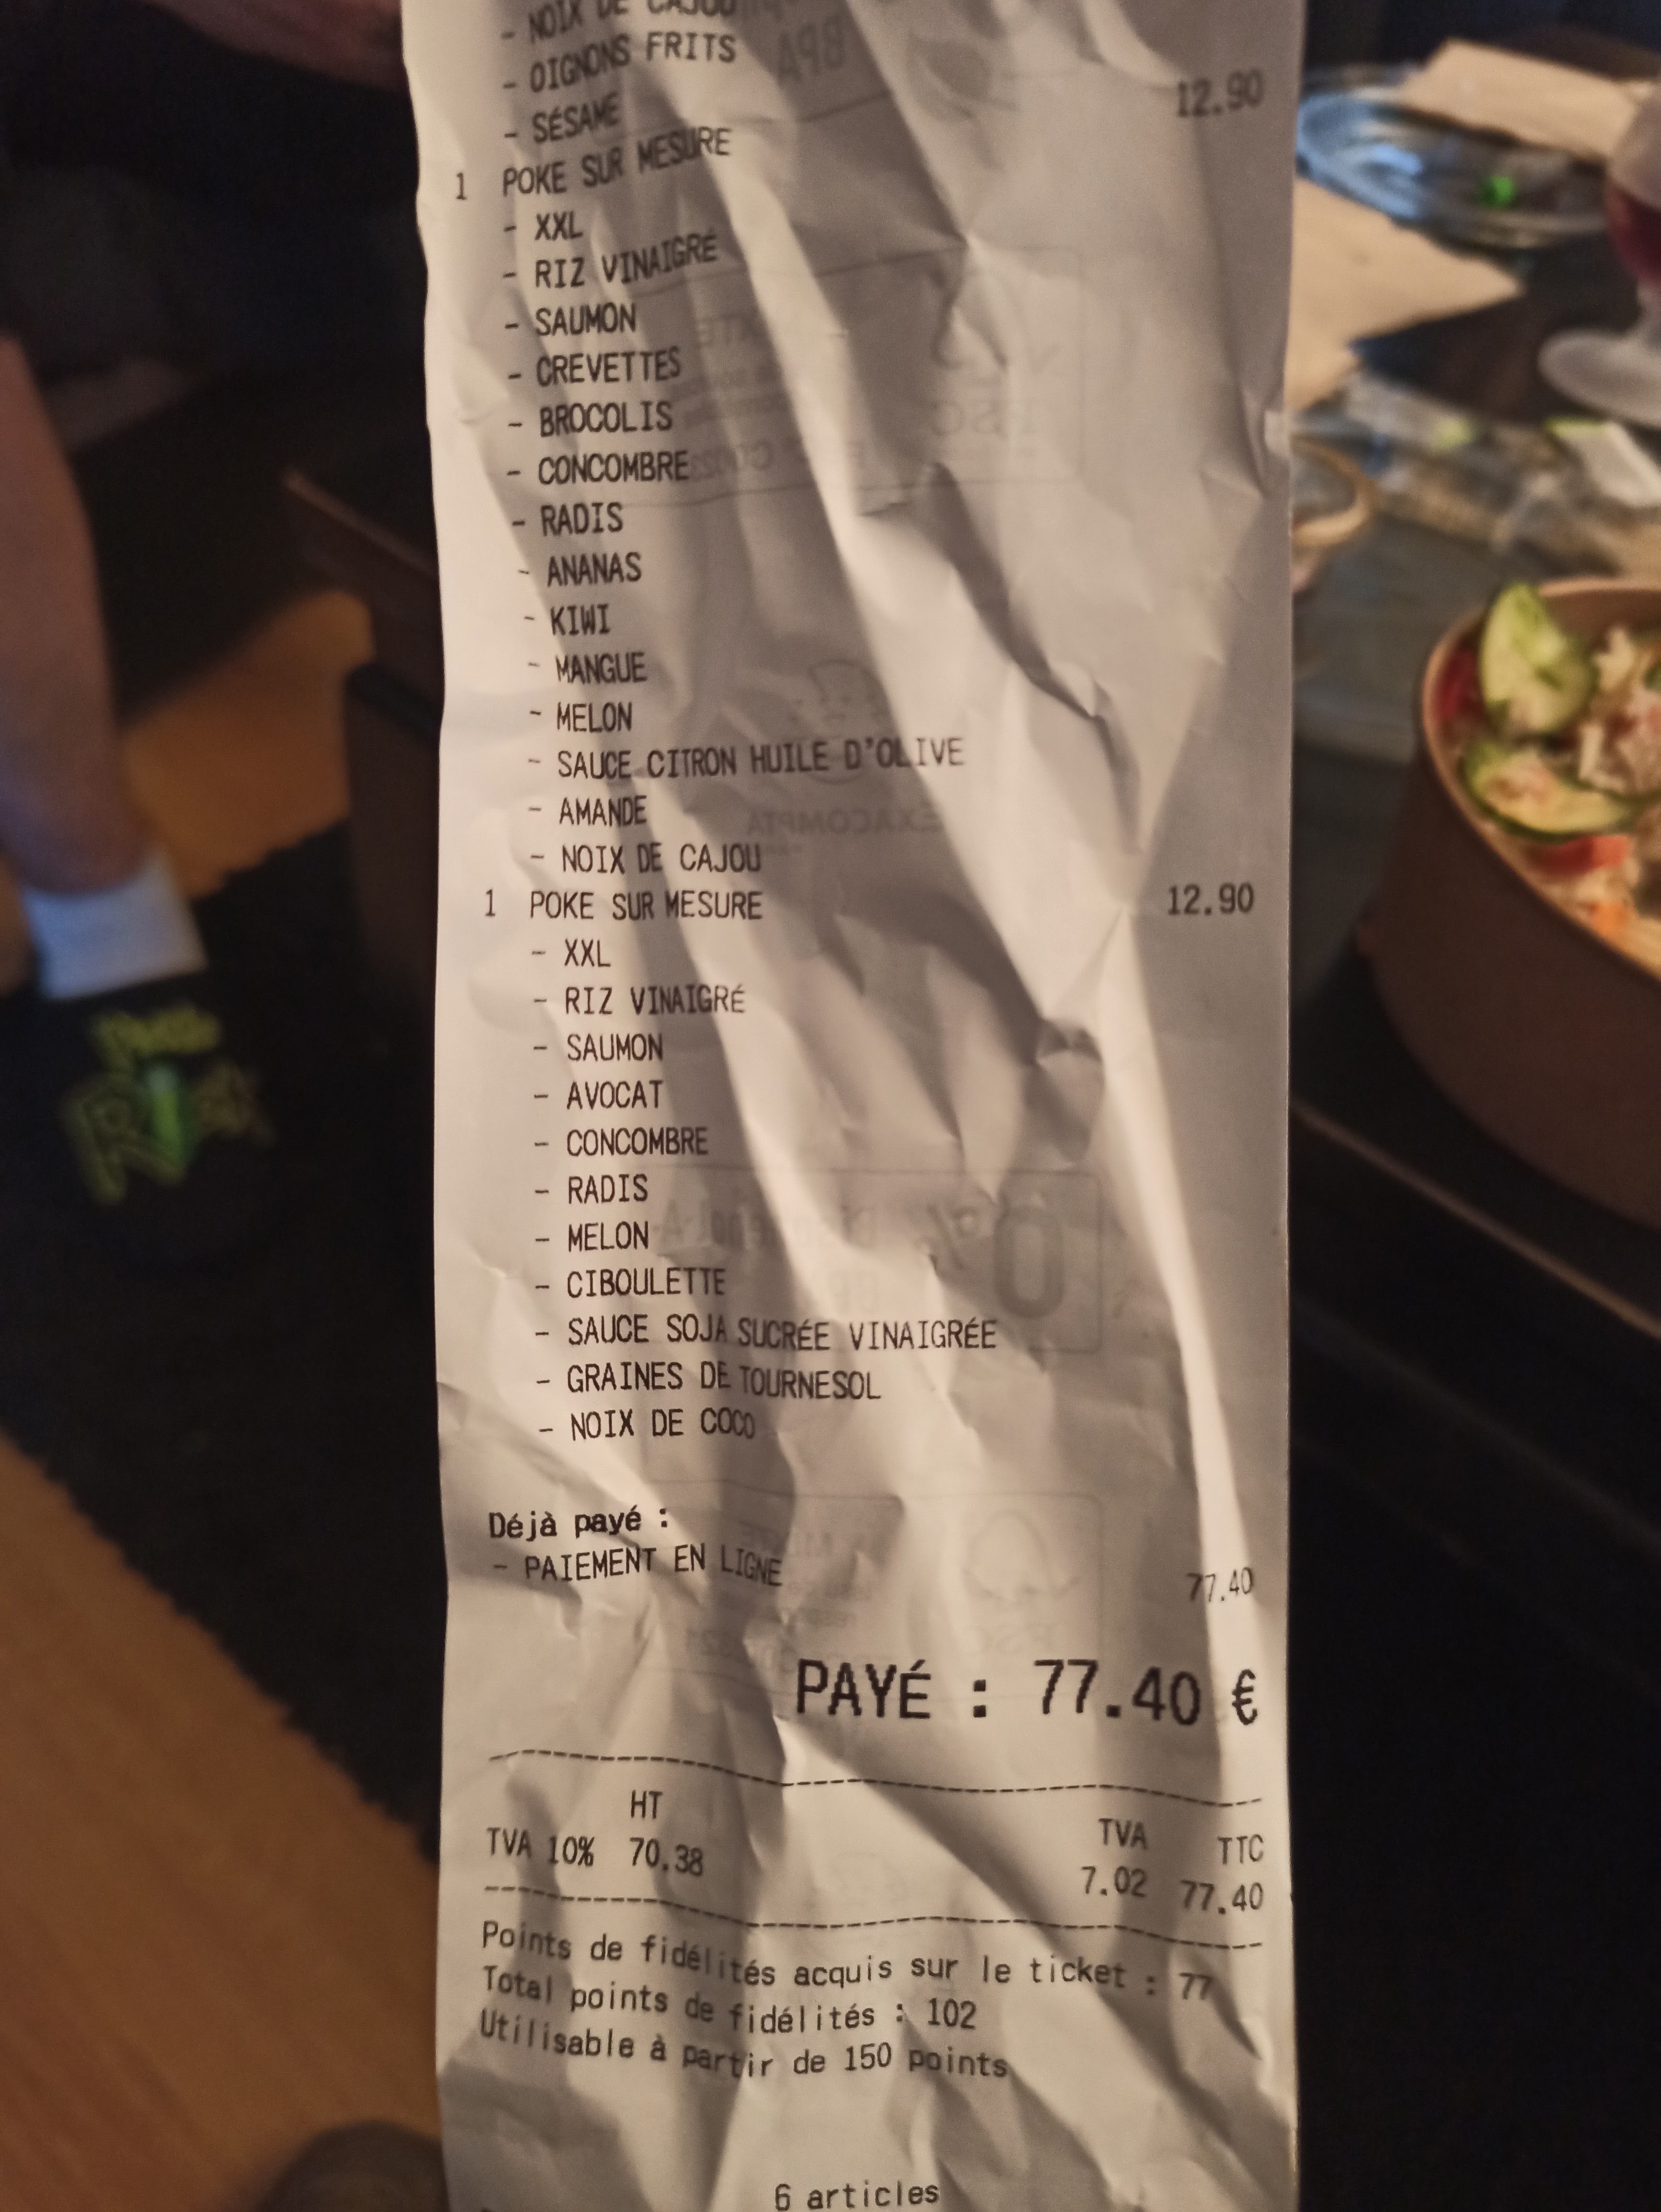 - NOIX DE CAJOU
- OIGNONS FRITS
- SÉSAME
1 POKE SUR MESURE 12.90
- XXL
- RIZ VINAIGRÉ
- SAUMON
- CREVETTES
- BROCOLIS
- CONCOMBRE
- RADIS
- ANANAS
- KIWI
- MANGUE
- MELON
- SAUCE CITRON HUILE D'OLIVE
- AMANDE
- NOIX DE CAJOU
1 POKE SUR MESURE 12.90
- XXL
- RIZ VINAIGRÉ
- SAUMON
- AVOCAT
- CONCOMBRE
- RADIS
- MELON
- CIBOULETTE
- SAUCE SOJA SUCRÉE VINAIGRÉE
- GRAINES DE TOURNESOL
- NOIX DE COCO
Déjà payé :
- PAIEMENT EN LIGNE 77.40
PAYÉ : 77.40 €
HT TVA TTC
TVA 10% 70.38 7.02 77.40
Points de fidélités acquis sur le ticket : 77
Total points de fidélités : 102
Utilisable à partir de 150 points
6 articles